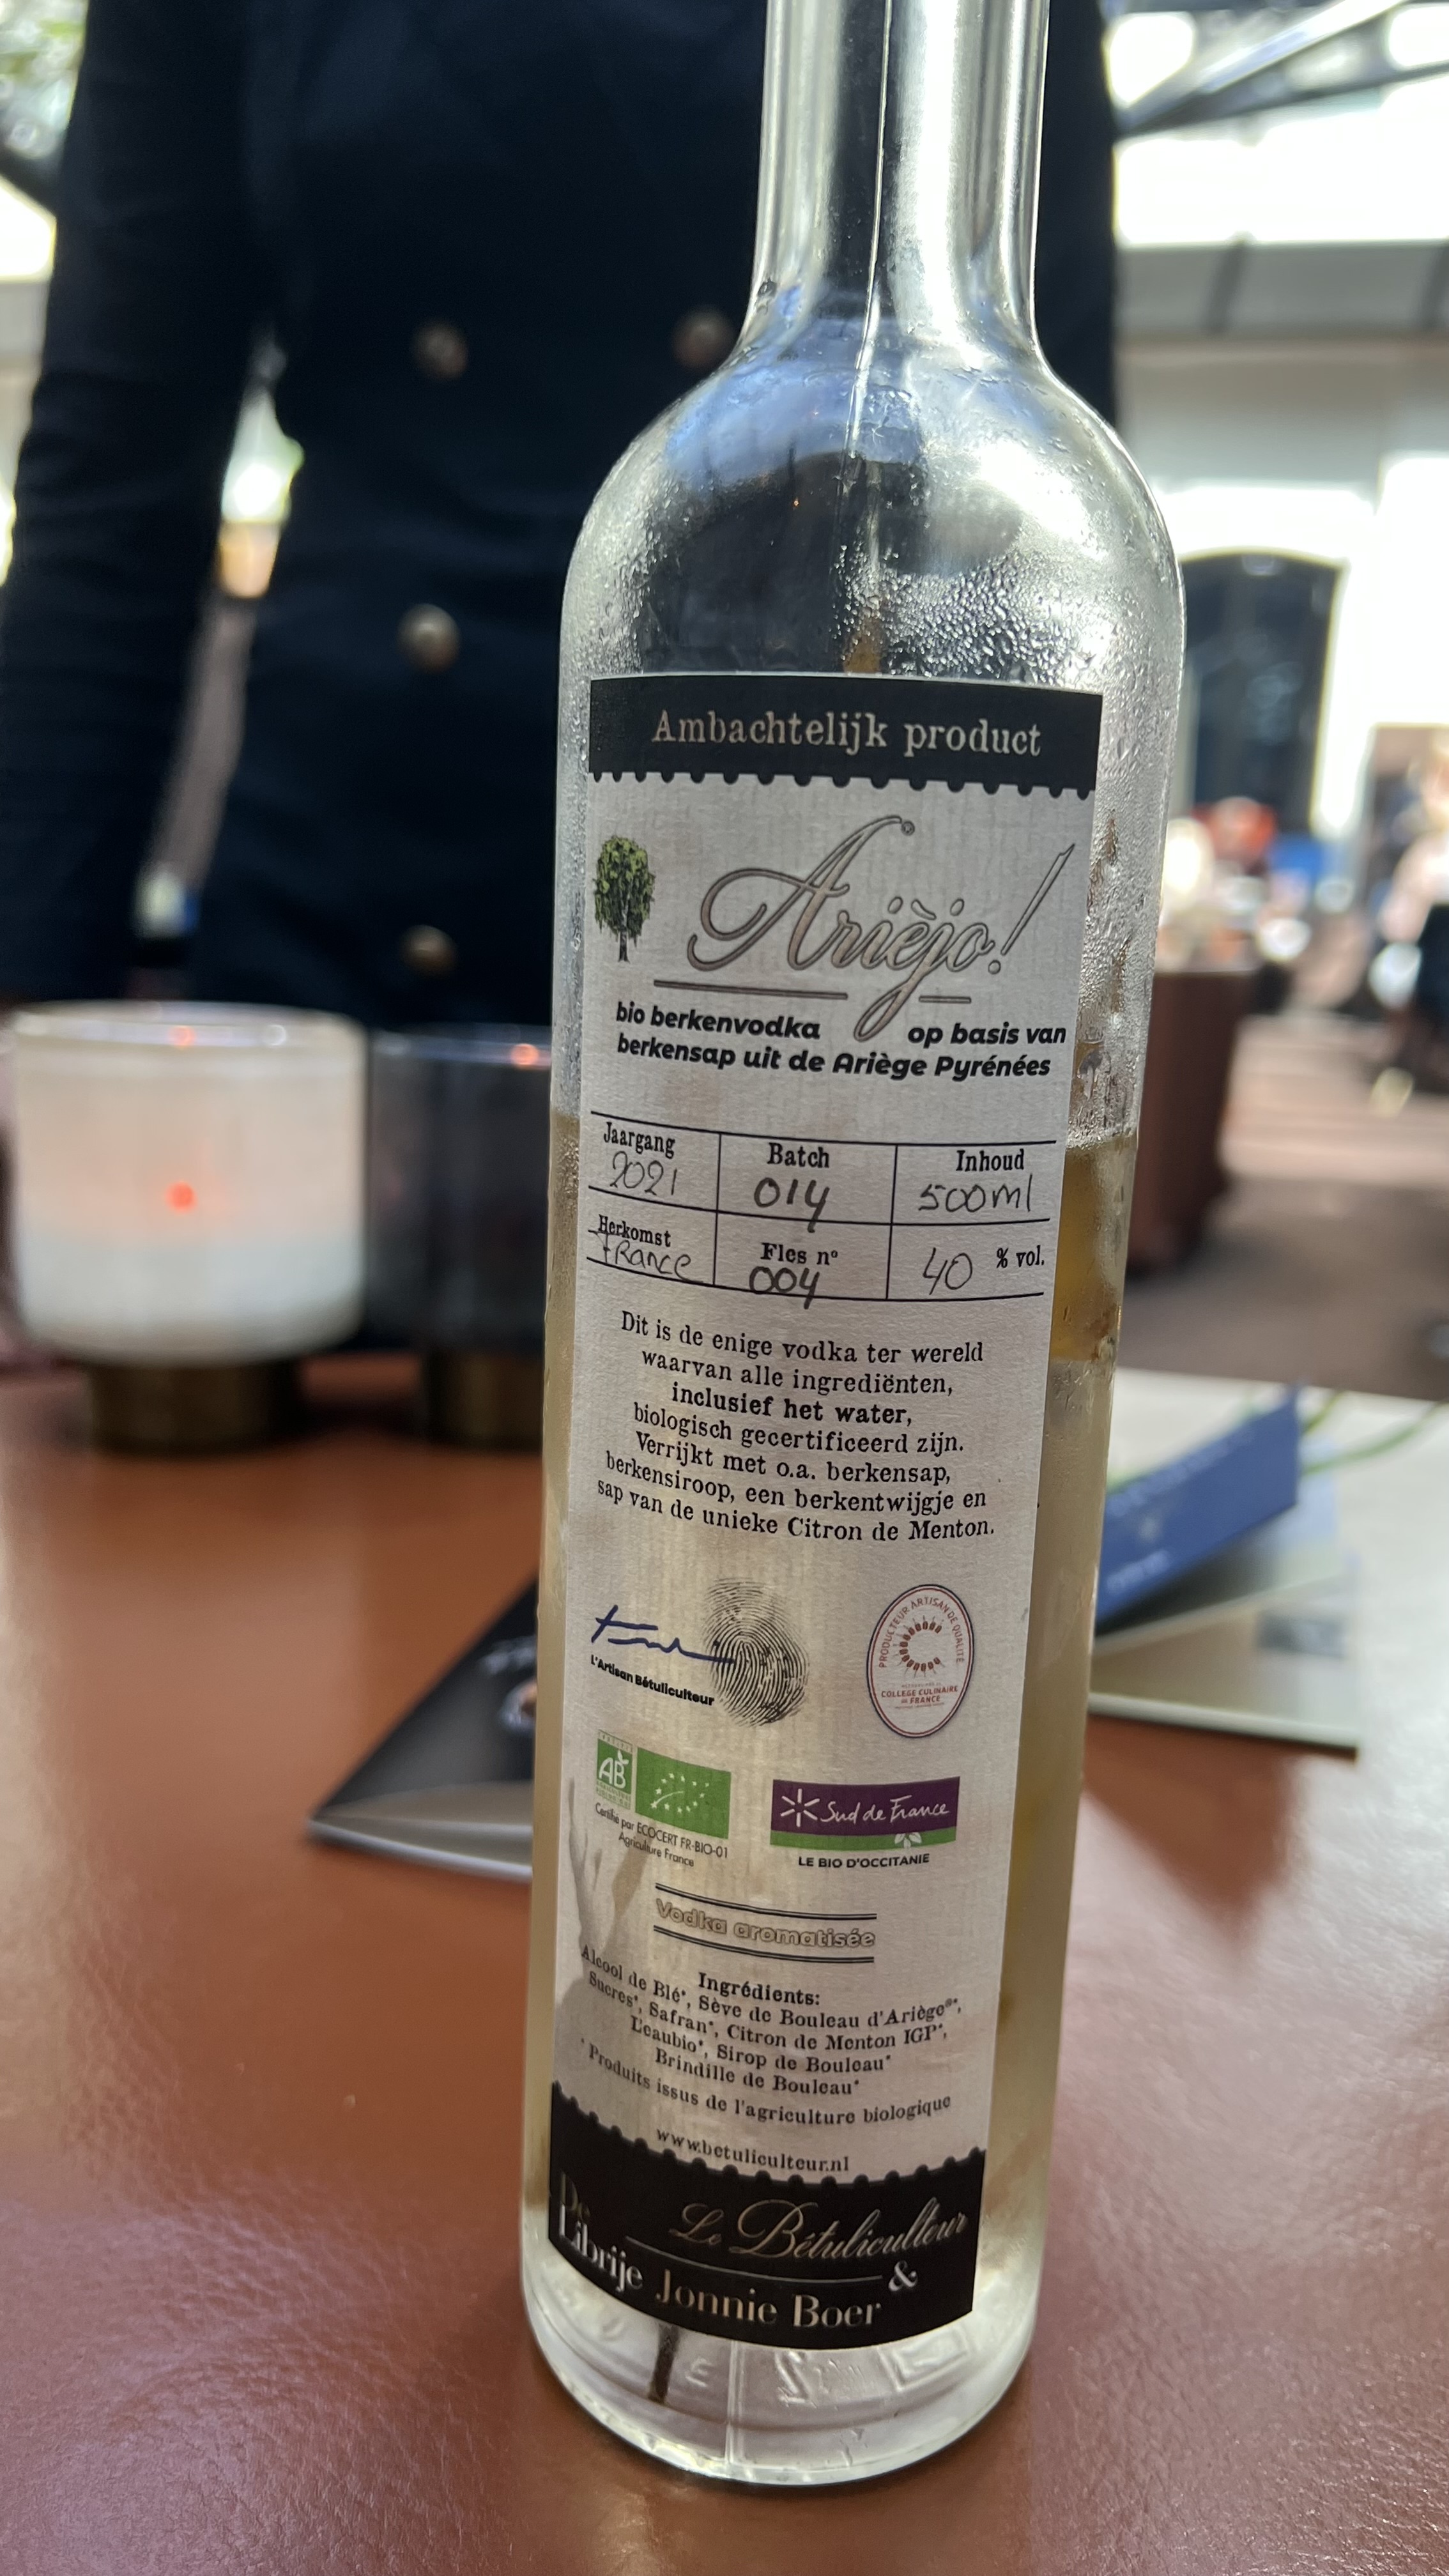 Ambachtelijk product
Arièjo!
bio berkenvodka op basis van
berkensap uit de Ariège Pyrénées
Jaargang Batch Inhoud
2021 014 500ml
Herkomst Fles nº
France 004 40 % vol.
Dit is de enige vodka ter wereld
waarvan alle ingrediënten,
inclusief het water,
biologisch gecertificeerd zijn.
Verrijkt met o.a. berkensap,
berkensiroop, een berkentwijgje en
sap van de unieke Citron de Menton.
L'Artisan Bétuliculteur
PRODUCTEUR ARTISAN DE QUALITÉ
COLLEGE CULINAIRE
DE FRANCE
AB
Certifié par ECOCERT FR-BIO-01
Agriculture France
Sud de France
LE BIO D'OCCITANIE
Vodka aromatisée
Ingrédients:
Alcool de Blé*, Sève de Bouleau d'Ariège®*,
Sucres*, Safran*, Citron de Menton IGP*,
L'eaubio*, Sirop de Bouleau*
Brindille de Bouleau*
* Produits issus de l'agriculture biologique
www.betuliculteur.nl
Le Bétuliculteur
&
De Librije Jonnie Boer